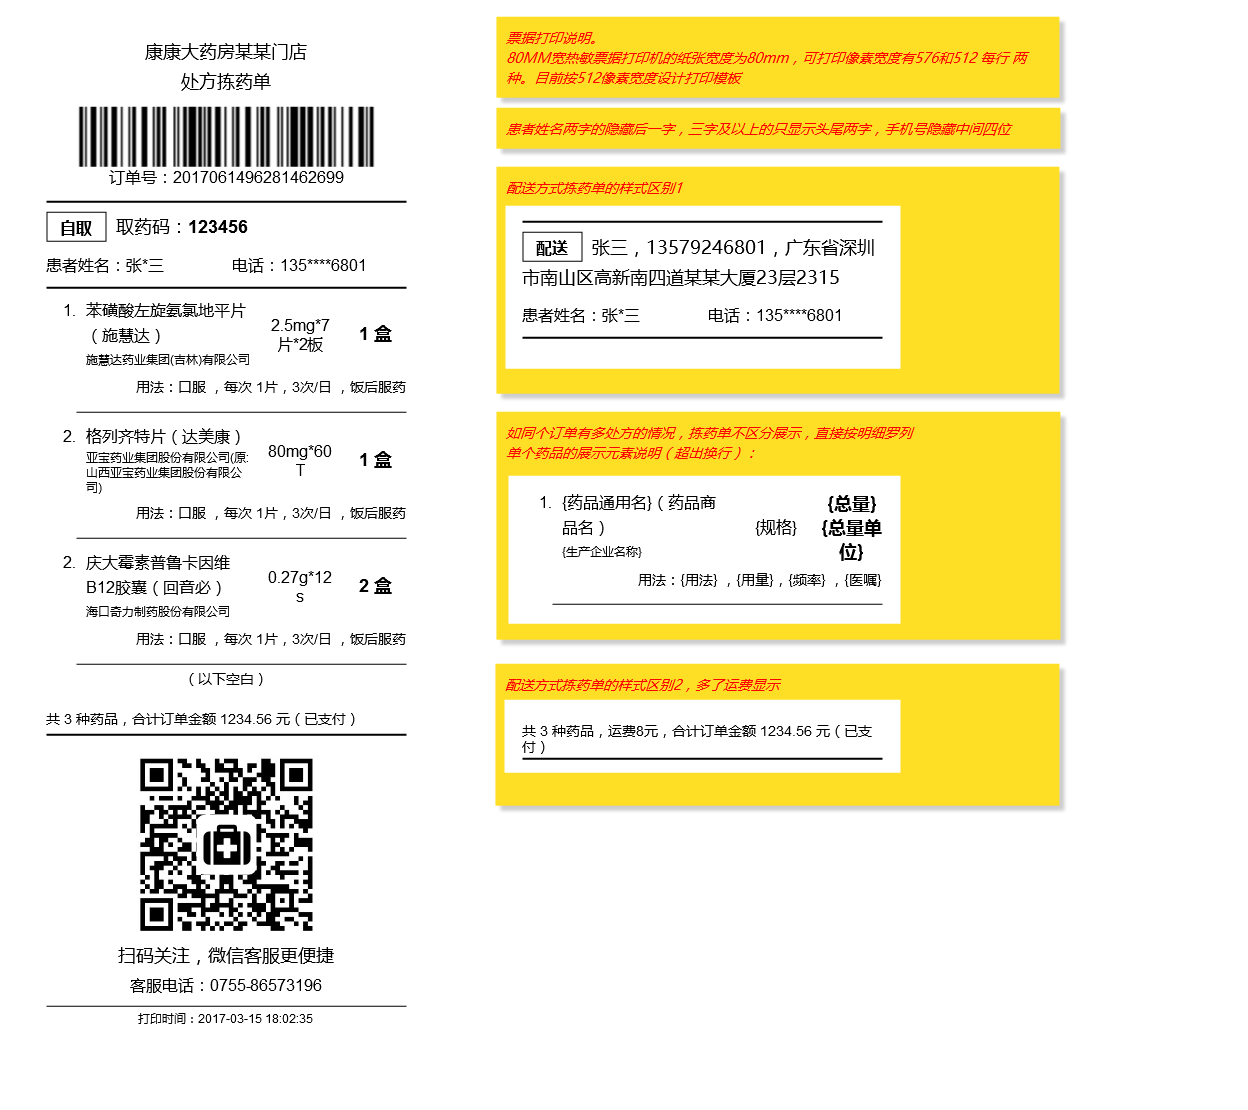 康康大药房某某门店
处方拣药单
订单号：2017061496281462699
自取 取药码：123456
患者姓名：张*三 电话：135****6801
1. 苯磺酸左旋氨氯地平片
（施慧达）
施慧达药业集团(吉林)有限公司
2.5mg*7
片*2板
1 盒
用法：口服 ，每次 1片，3次/日 ，饭后服药
2. 格列齐特片（达美康）
亚宝药业集团股份有限公司(原:
山西亚宝药业集团股份有限公
司)
80mg*60
T
1 盒
用法：口服 ，每次 1片，3次/日 ，饭后服药
2. 庆大霉素普鲁卡因维
B12胶囊（回音必）
海口奇力制药股份有限公司
0.27g*12
s
2 盒
用法：口服 ，每次 1片，3次/日 ，饭后服药
（以下空白）
共 3 种药品，合计订单金额 1234.56 元（已支付）
扫码关注，微信客服更便捷
客服电话：0755-86573196
打印时间：2017-03-15 18:02:35
票据打印说明。
80MM宽热敏票据打印机的纸张宽度为80mm，可打印像素宽度有576和512 每行 两
种。目前按512像素宽度设计打印模板
患者姓名两字的隐藏后一字，三字及以上的只显示头尾两字，手机号隐藏中间四位
配送方式拣药单的样式区别1
配送 张三，13579246801，广东省深圳
市南山区高新南四道某某大厦23层2315
患者姓名：张*三 电话：135****6801
如同个订单有多处方的情况，拣药单不区分展示，直接按明细罗列
单个药品的展示元素说明（超出换行）：
1. {药品通用名}（药品商
品名）
{生产企业名称}
{规格}
{总量}
{总量单
位}
用法：{用法} ，{用量}，{频率} ，{医嘱}
配送方式拣药单的样式区别2，多了运费显示
共 3 种药品，运费8元，合计订单金额 1234.56 元（已支
付）